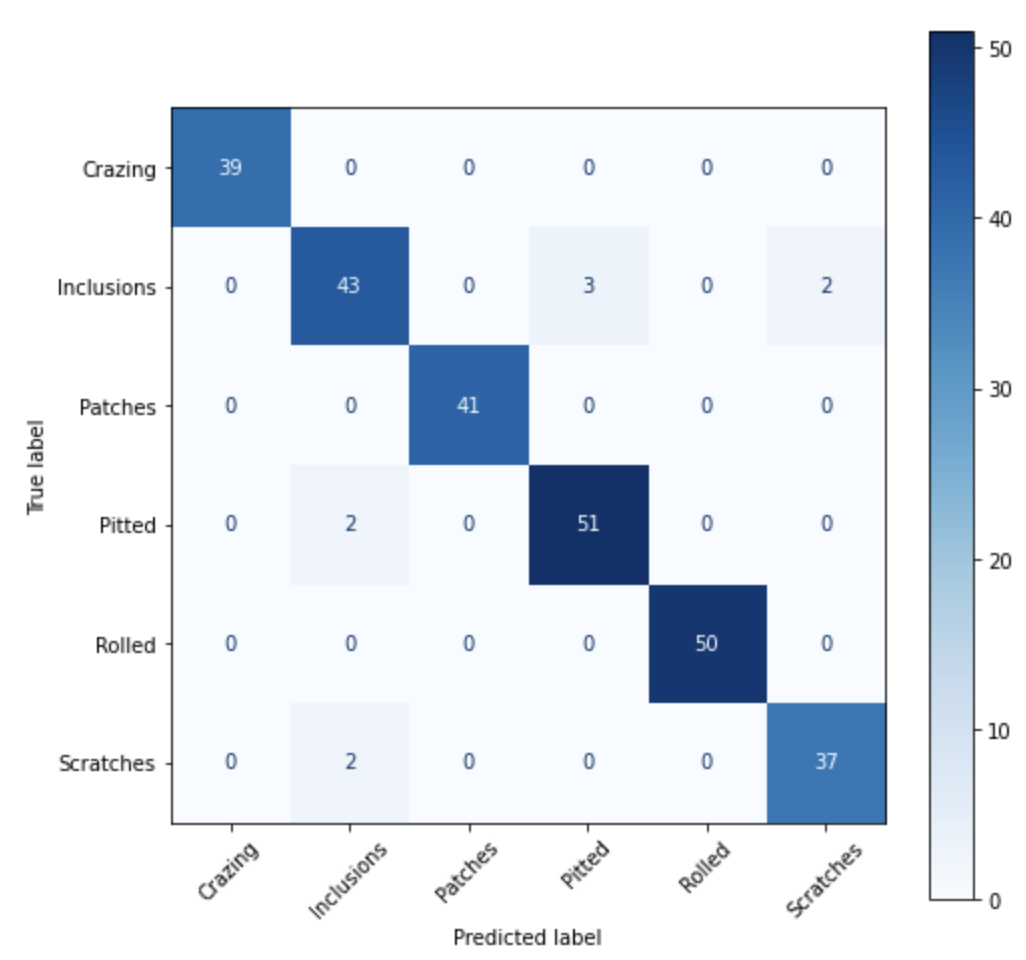 Crazing 39 0 0 0 0 0
Inclusions 0 43 0 3 0 2
Patches 0 0 41 0 0 0
Pitted 0 2 0 51 0 0
Rolled 0 0 0 0 50 0
Scratches 0 2 0 0 0 37
True label
Crazing Inclusions Patches Pitted Rolled Scratches
Predicted label
50
40
30
20
10
0